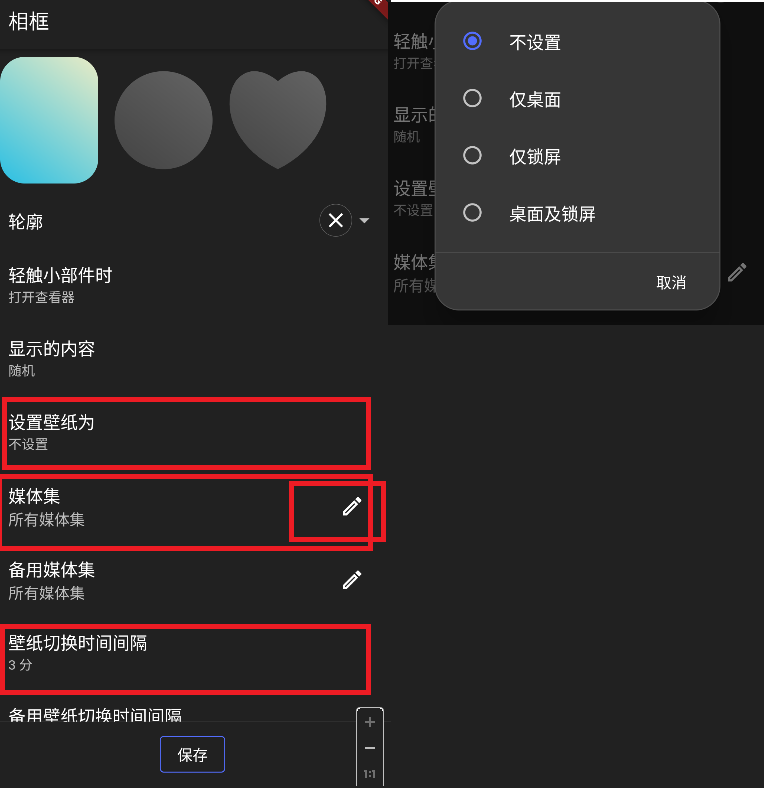 相框
轮廓
轻触小部件时
打开查看器
显示的内容
随机
设置壁纸为
不设置
媒体集
所有媒体集
备用媒体集
所有媒体集
壁纸切换时间间隔
3 分
备用壁纸切换时间间隔
保存
1:1
不设置
仅桌面
仅锁屏
桌面及锁屏
取消
轻触小
打开查
显示的
随机
设置壁
不设置
媒体集
所有媒